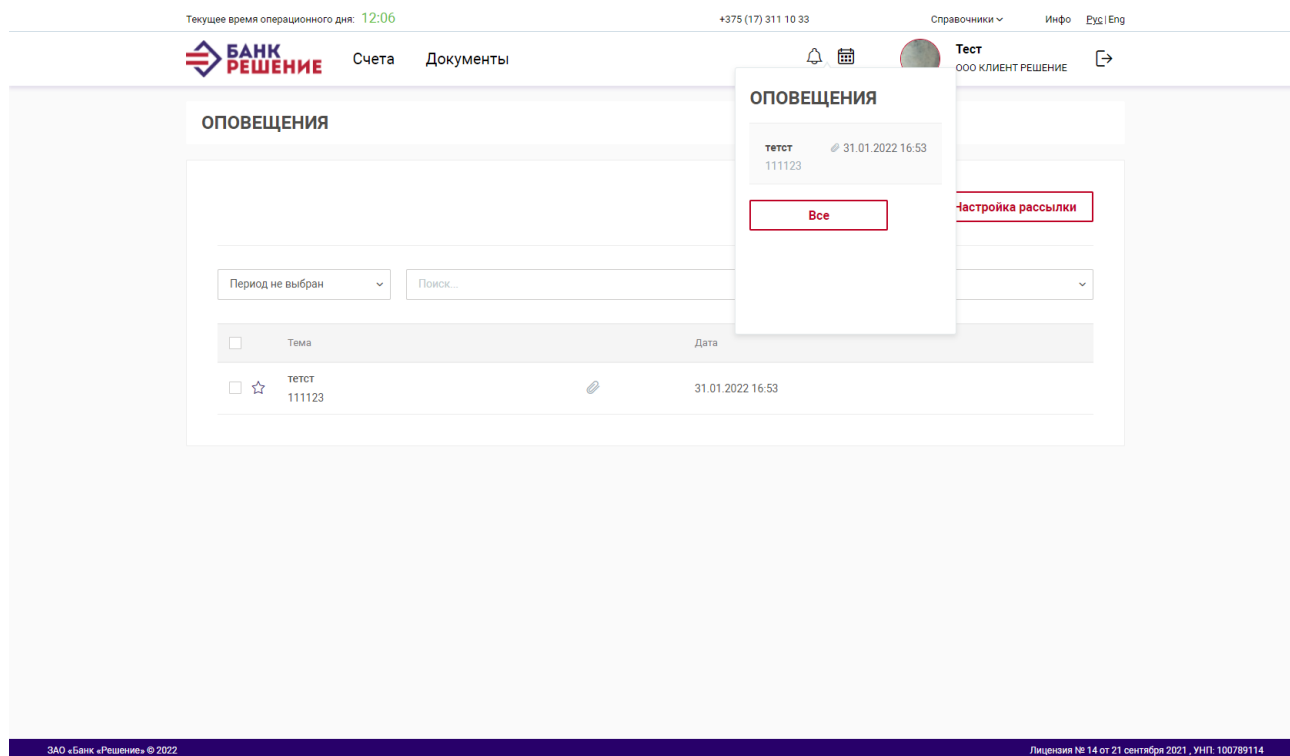 Текущее время операционного дня: 12:06
+375 (17) 311 10 33
Справочники
Инфо
Рус | Eng
БАНК
РЕШЕНИЕ
Счета
Документы
Тест
ООО КЛИЕНТ РЕШЕНИЕ
ОПОВЕЩЕНИЯ
ОПОВЕЩЕНИЯ
тетст
31.01.2022 16:53
111123
Все
Настройка рассылки
Период не выбран
Поиск...
Тема
Дата
тетст
111123
31.01.2022 16:53
ЗАО «Банк «Решение» © 2022
Лицензия № 14 от 21 сентября 2021 , УНП: 100789114